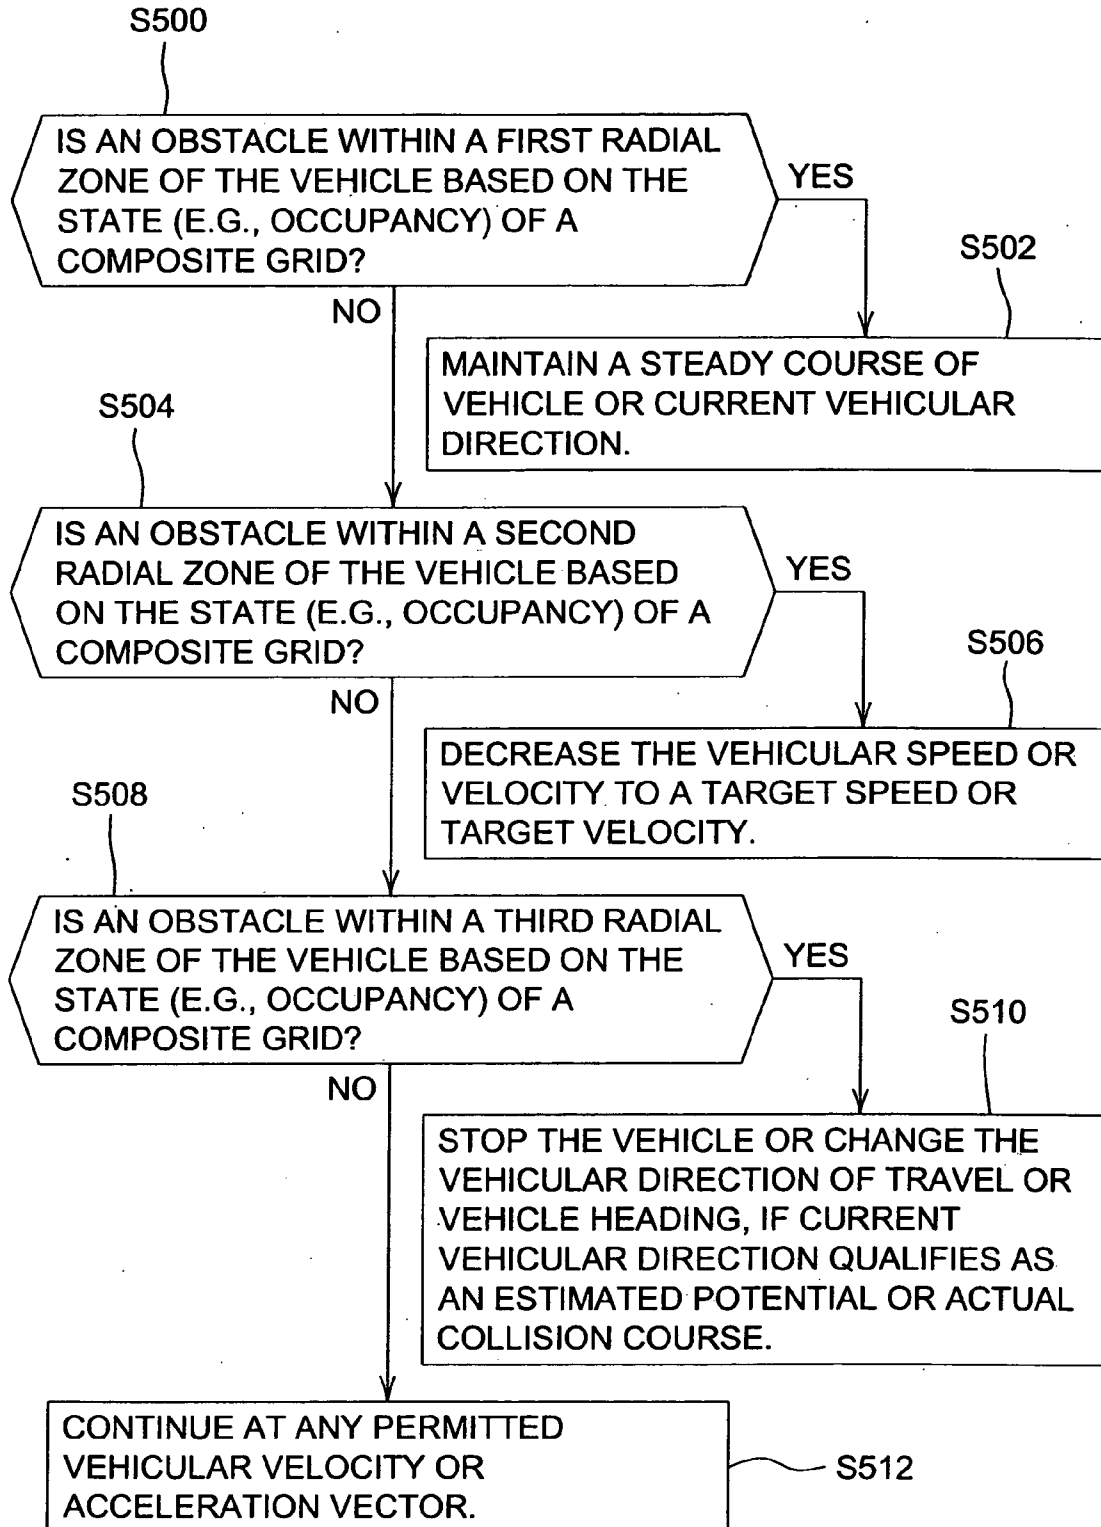 S500
IS AN OBSTACLE WITHIN A FIRST RADIAL
ZONE OF THE VEHICLE BASED ON THE
STATE (E.G., OCCUPANCY) OF A
COMPOSITE GRID?
YES
S502
NO
MAINTAIN A STEADY COURSE OF
VEHICLE OR CURRENT VEHICULAR
DIRECTION.
S504
IS AN OBSTACLE WITHIN A SECOND
RADIAL ZONE OF THE VEHICLE BASED
ON THE STATE (E.G., OCCUPANCY) OF A
COMPOSITE GRID?
YES
S506
NO
DECREASE THE VEHICULAR SPEED OR
VELOCITY TO A TARGET SPEED OR
TARGET VELOCITY.
S508
IS AN OBSTACLE WITHIN A THIRD RADIAL
ZONE OF THE VEHICLE BASED ON THE
STATE (E.G., OCCUPANCY) OF A
COMPOSITE GRID?
YES
S510
NO
STOP THE VEHICLE OR CHANGE THE
VEHICULAR DIRECTION OF TRAVEL OR
VEHICLE HEADING, IF CURRENT
VEHICULAR DIRECTION QUALIFIES AS
AN ESTIMATED POTENTIAL OR ACTUAL
COLLISION COURSE.
CONTINUE AT ANY PERMITTED
VEHICULAR VELOCITY OR
ACCELERATION VECTOR.
S512